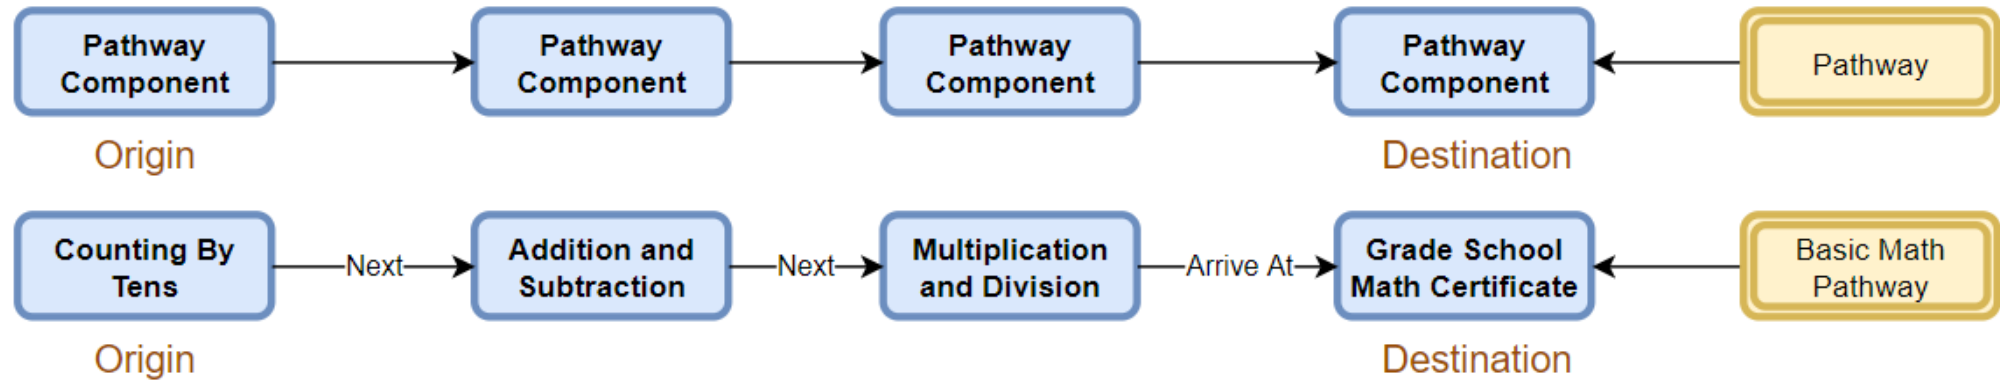 Pathway
Component
Pathway
Component
Pathway
Component
Pathway
Component
Pathway
Origin
Destination
Counting By
Tens
Next
Addition and
Subtraction
Next
Multiplication
and Division
Arrive At
Grade School
Math Certificate
Basic Math
Pathway
Origin
Destination